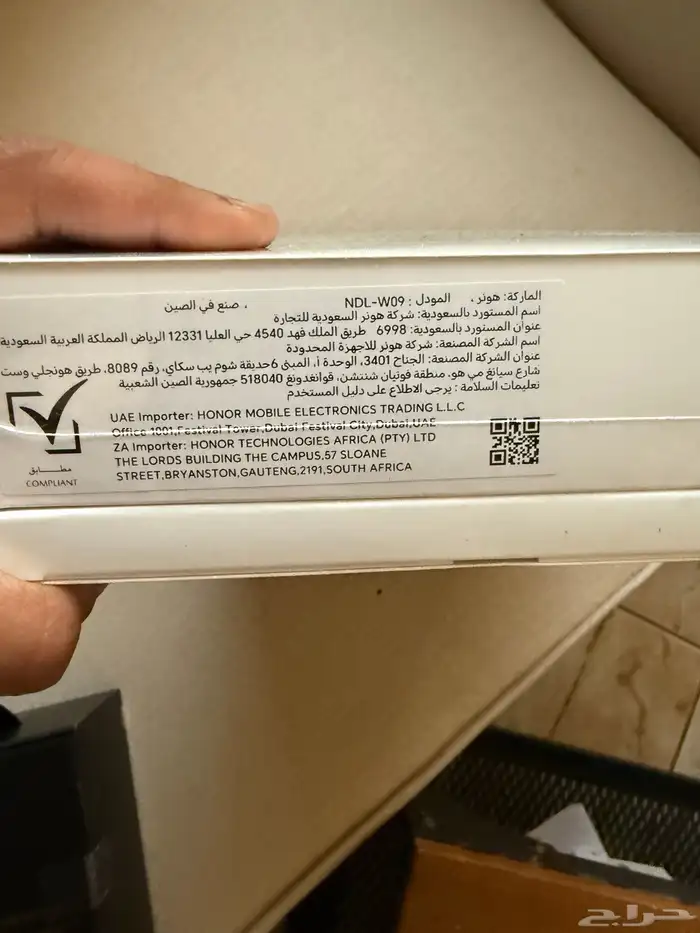 الماركة: هونر، المودل : NDL-W09 ، صنع في الصين
اسم المستورد بالسعودية: شركة هونر السعودية للتجارة
عنوان المستورد بالسعودية: 6998 طريق الملك فهد 4540 حي العليا 12331 الرياض المملكة العربية السعودية
اسم الشركة المصنعة: شركة هونر للاجهزة المحدودة
عنوان الشركة المصنعة: الجناح 3401، الوحدة أ، المبنى 6حديقة شوم يب سكاي، رقم 8089، طريق هونجلي وست
شارع سيانغ مي هو. منطقة فوتيان شنتشن، قوانغدونغ 518040 جمهورية الصين الشعبية
تعليمات السلامة : يرجى الاطلاع على دليل المستخدم
UAE Importer: HONOR MOBILE ELECTRONICS TRADING L.L.C
Office 1001,Festival Tower,Dubai Festival City,Dubai,UAE
ZA Importer: HONOR TECHNOLOGIES AFRICA (PTY) LTD
THE LORDS BUILDING THE CAMPUS,57 SLOANE
STREET,BRYANSTON,GAUTENG,2191,SOUTH AFRICA
مطابق
COMPLIANT
حراج